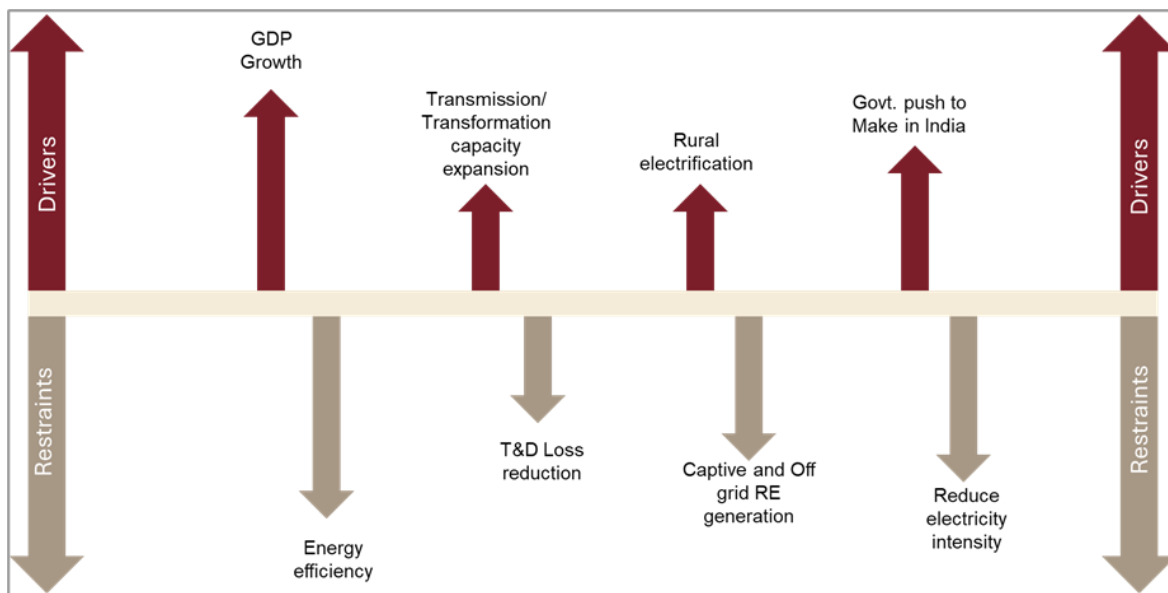 Drivers
GDP
Growth
Transmission/
Transformation
capacity
expansion
Rural
electrification
Govt. push to
Make in India
Drivers
Restraints
Energy
efficiency
T&D Loss
reduction
Captive and Off
grid RE
generation
Reduce
electricity
intensity
Restraints